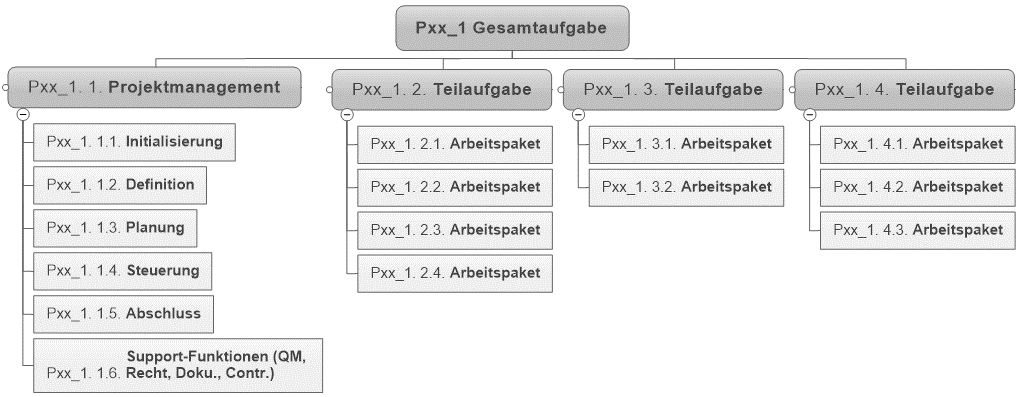 Pxx_1 Gesamtaufgabe
Pxx_1. 1. Projektmanagement
Pxx_1. 1.1. Initialisierung
Pxx_1. 1.2. Definition
Pxx_1. 1.3. Planung
Pxx_1. 1.4. Steuerung
Pxx_1. 1.5. Abschluss
Pxx_1. 1.6. Support-Funktionen (QM,
Recht, Doku., Contr.)
Pxx_1. 2. Teilaufgabe
Pxx_1. 2.1. Arbeitspaket
Pxx_1. 2.2. Arbeitspaket
Pxx_1. 2.3. Arbeitspaket
Pxx_1. 2.4. Arbeitspaket
Pxx_1. 3. Teilaufgabe
Pxx_1. 3.1. Arbeitspaket
Pxx_1. 3.2. Arbeitspaket
Pxx_1. 4. Teilaufgabe
Pxx_1. 4.1. Arbeitspaket
Pxx_1. 4.2. Arbeitspaket
Pxx_1. 4.3. Arbeitspaket